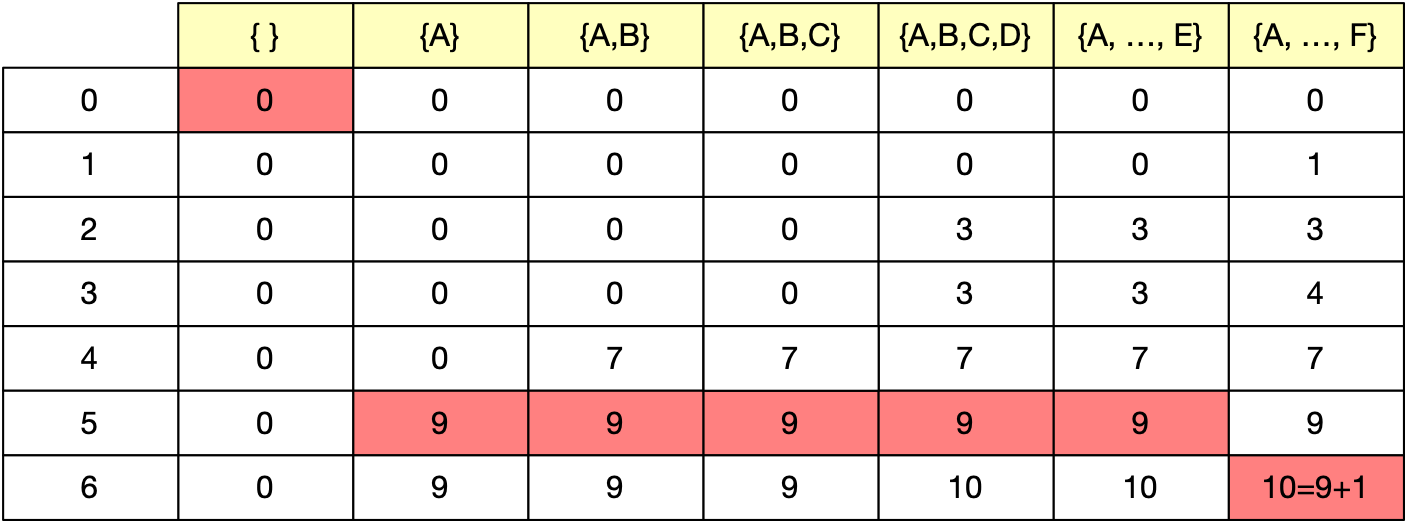 { } {A} {A,B} {A,B,C} {A,B,C,D} {A, ..., E} {A, ..., F}
0 0 0 0 0 0 0 0
1 0 0 0 0 0 0 1
2 0 0 0 0 3 3 3
3 0 0 0 0 3 3 4
4 0 0 7 7 7 7 7
5 0 9 9 9 9 9 9
6 0 9 9 9 10 10 10=9+1